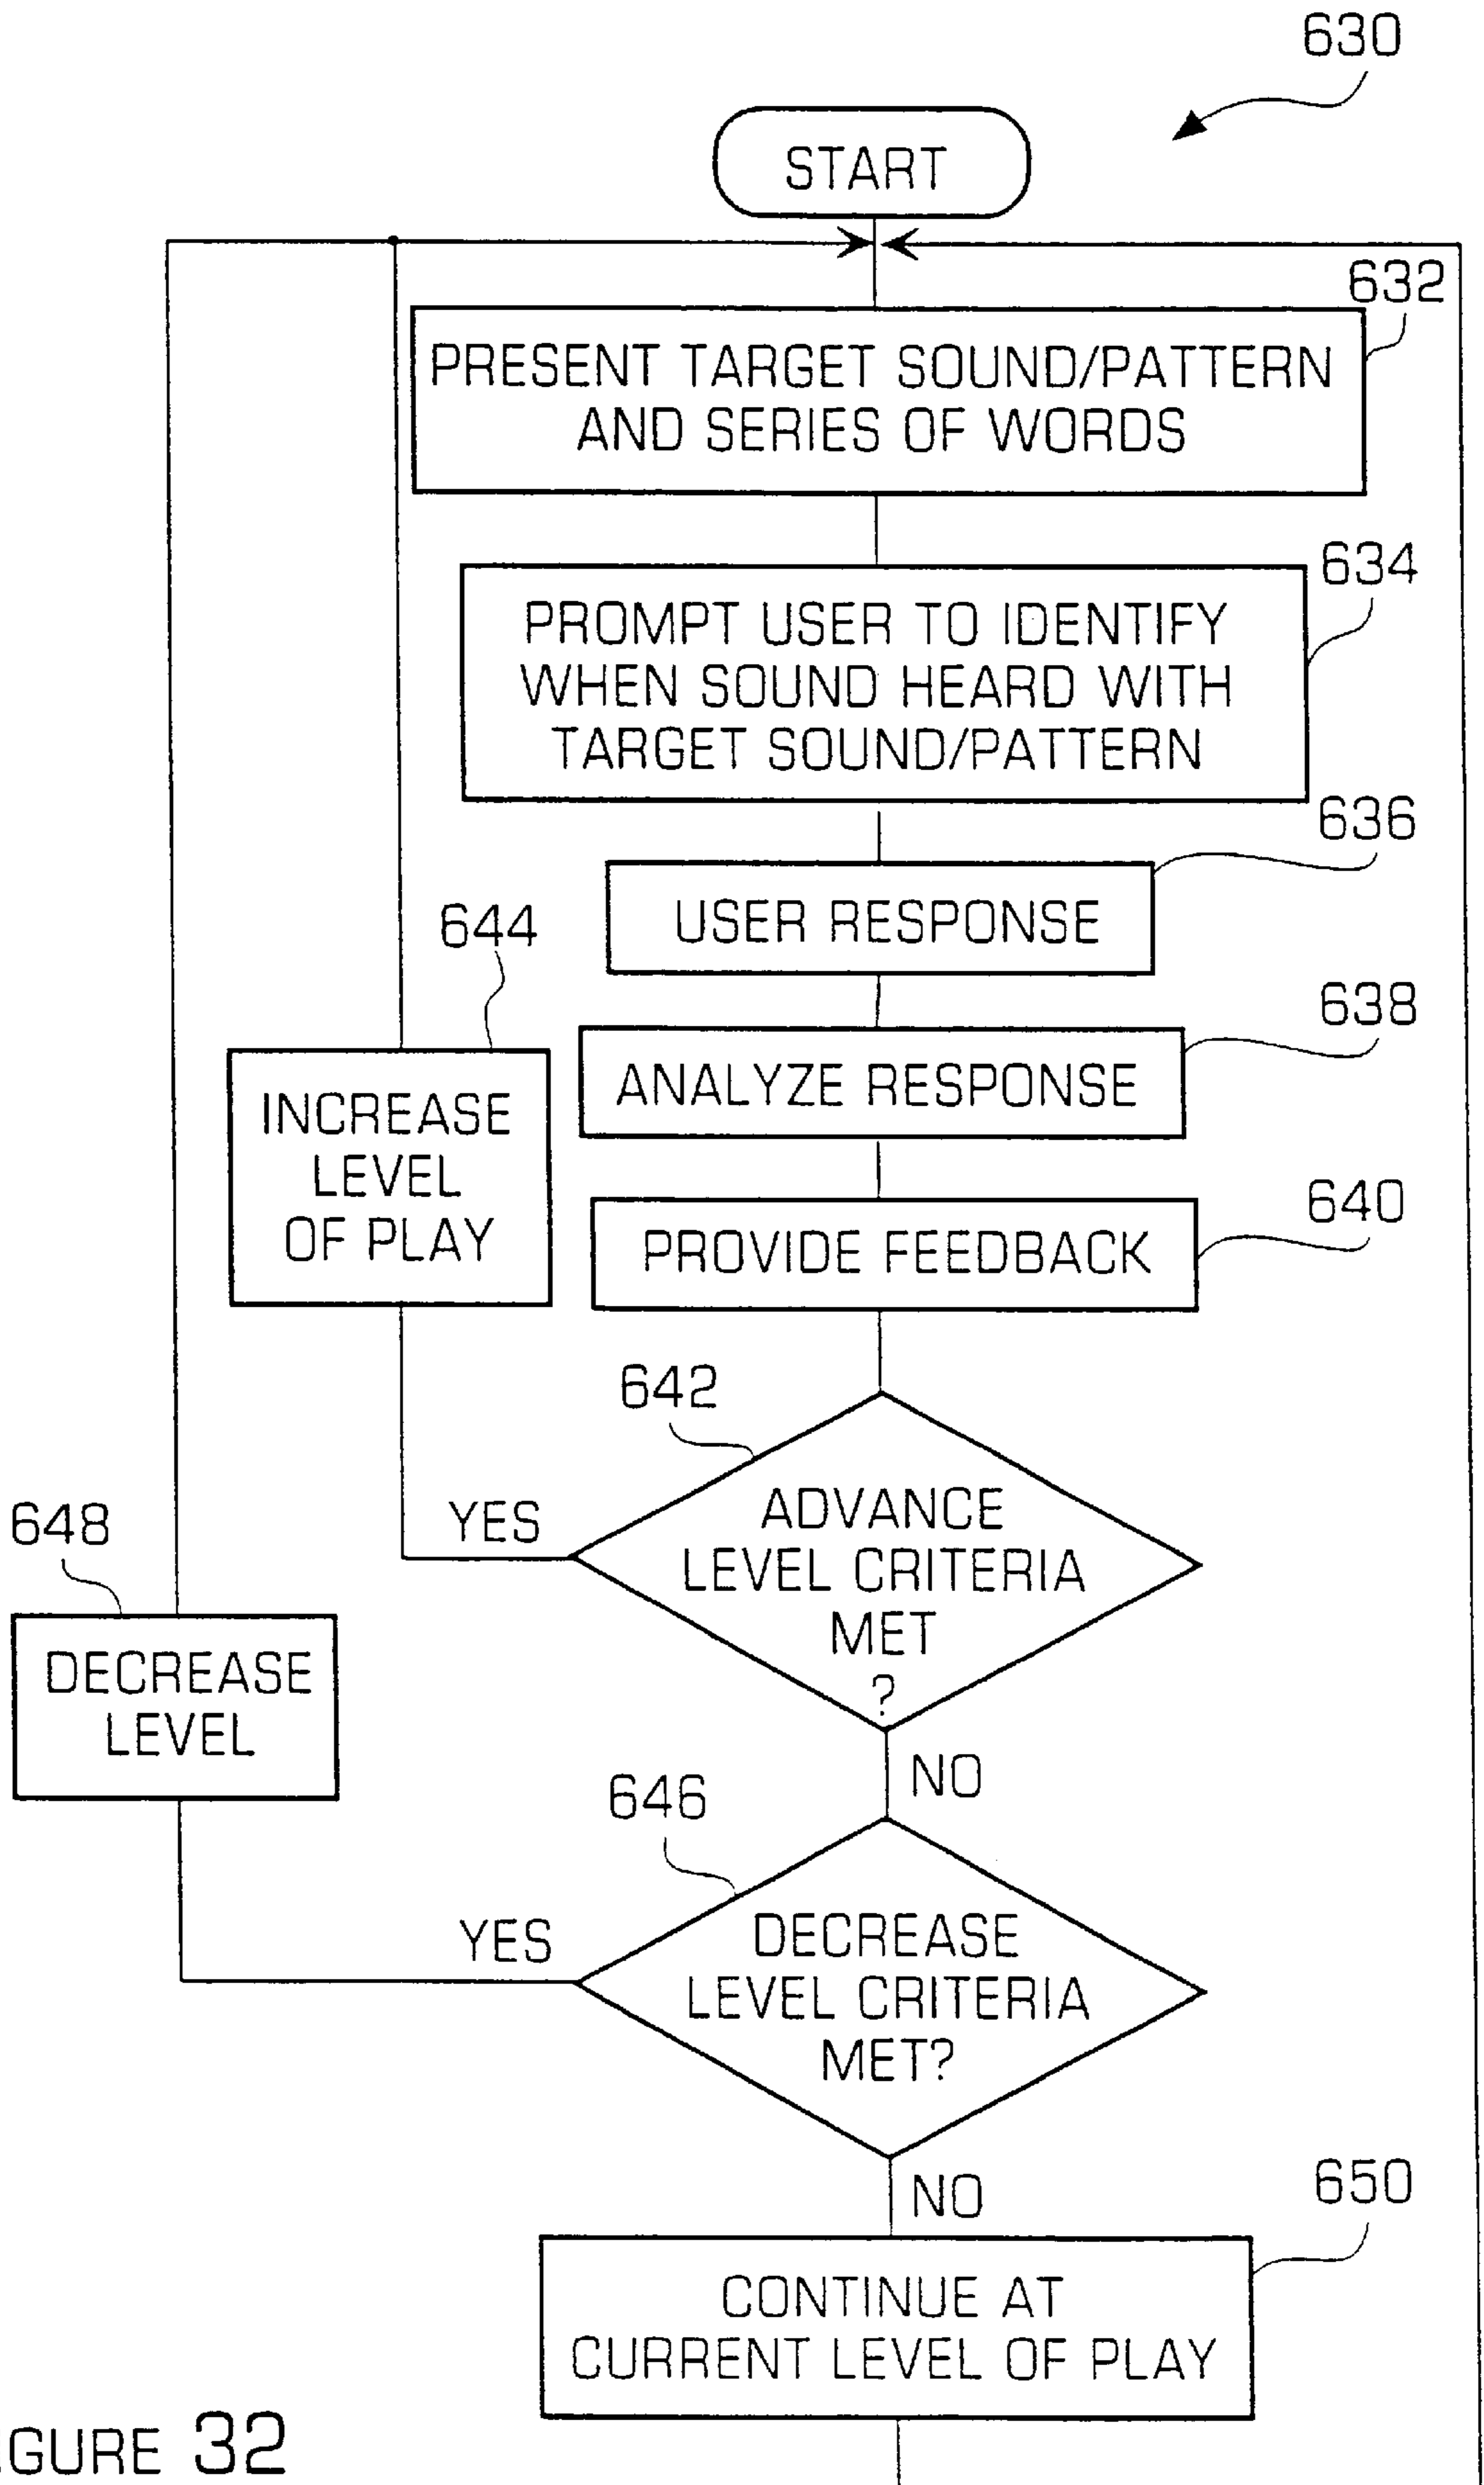 630
START
632
PRESENT TARGET SOUND/PATTERN
AND SERIES OF WORDS
634
PROMPT USER TO IDENTIFY
WHEN SOUND HEARD WITH
TARGET SOUND/PATTERN
636
USER RESPONSE
644
638
ANALYZE RESPONSE
INCREASE
LEVEL
OF PLAY
640
PROVIDE FEEDBACK
642
ADVANCE
LEVEL CRITERIA
MET
?
YES
648
DECREASE
LEVEL
NO
646
DECREASE
LEVEL CRITERIA
MET?
YES
NO
650
CONTINUE AT
CURRENT LEVEL OF PLAY
GURE 32